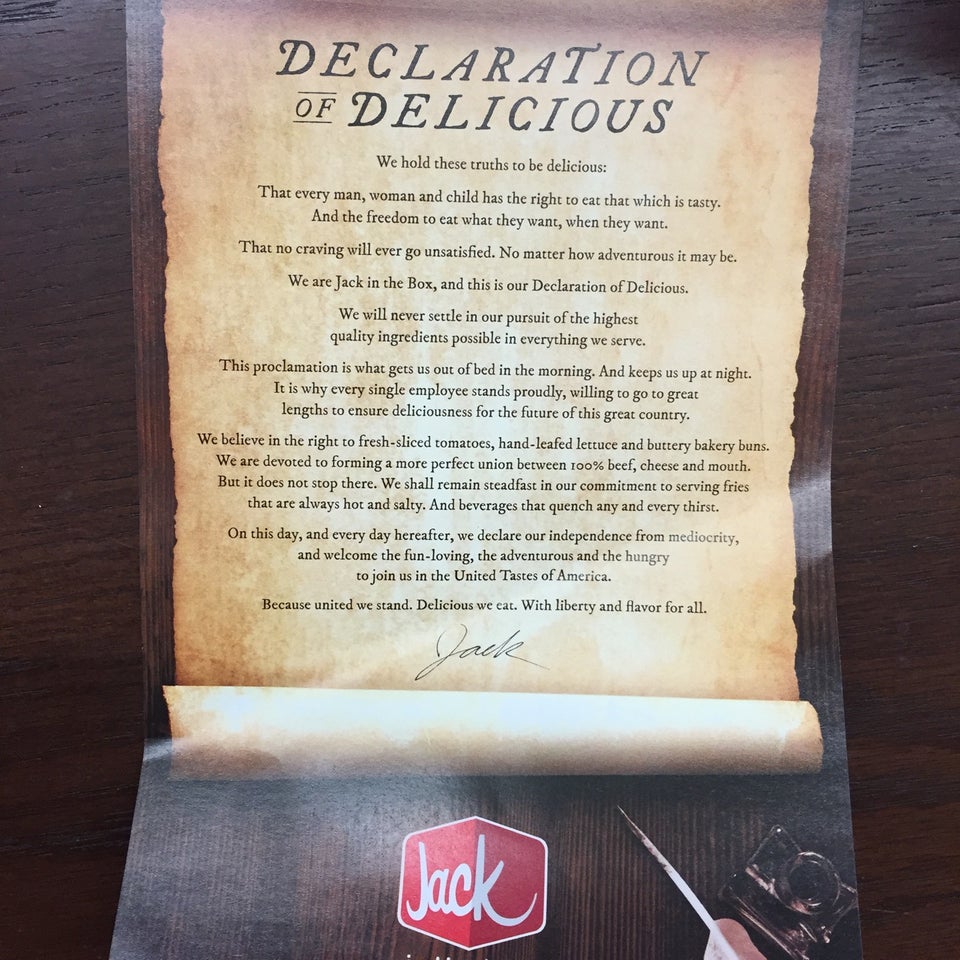 DECLARATION
OF DELICIOUS
We hold these truths to be delicious:
That every man, woman and child has the right to eat that which is tasty.
And the freedom to eat what they want, when they want.
That no craving will ever go unsatisfied. No matter how adventurous it may be.
We are Jack in the Box, and this is our Declaration of Delicious.
We will never settle in our pursuit of the highest
quality ingredients possible in everything we serve.
This proclamation is what gets us out of bed in the morning. And keeps us up at night.
It is why every single employee stands proudly, willing to go to great
lengths to ensure deliciousness for the future of this great country.
We believe in the right to fresh-sliced tomatoes, hand-leafed lettuce and buttery bakery buns.
We are devoted to forming a more perfect union between 100% beef, cheese and mouth.
But it does not stop there. We shall remain steadfast in our commitment to serving fries
that are always hot and salty. And beverages that quench any and every thirst.
On this day, and every day hereafter, we declare our independence from mediocrity,
and welcome the fun-loving, the adventurous and the hungry
to join us in the United Tastes of America.
Because united we stand. Delicious we eat. With liberty and flavor for all.
Jack
Jack